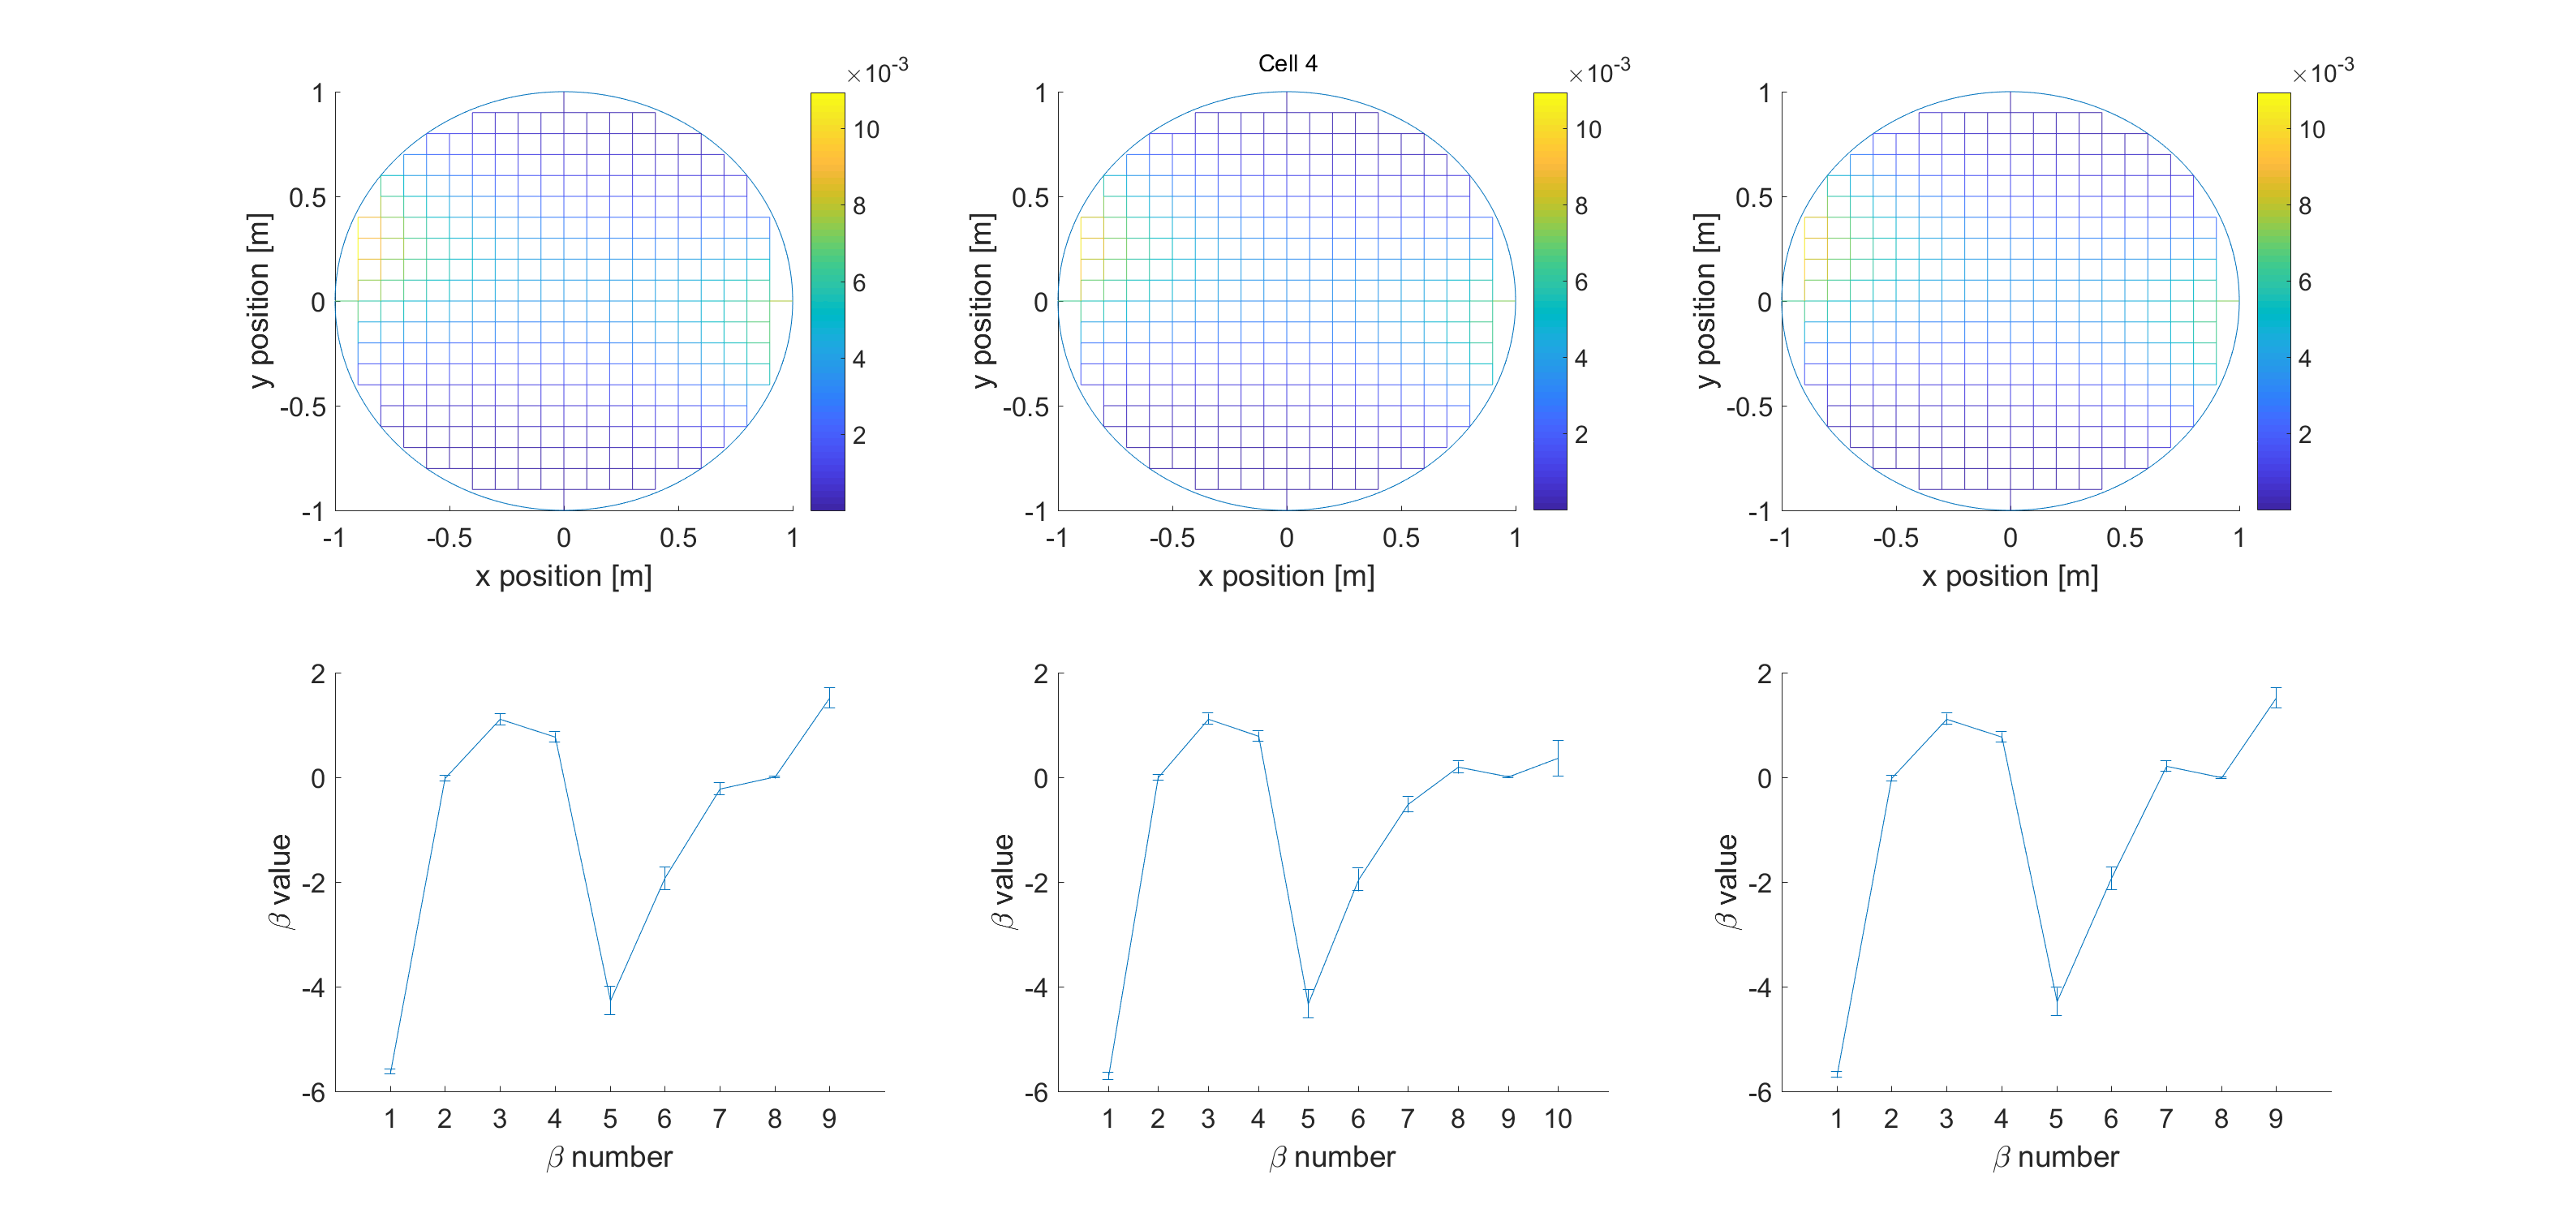 Cell 4
×10-3
1
0.5
0
-0.5
-1
-1 -0.5 0 0.5 1
10
8
6
4
2
y position [m]
x position [m]
×10-3
1
0.5
0
-0.5
-1
-1 -0.5 0 0.5 1
10
8
6
4
2
y position [m]
x position [m]
×10-3
1
0.5
0
-0.5
-1
-1 -0.5 0 0.5 1
10
8
6
4
2
y position [m]
x position [m]
2
0
-2
-4
-6
1 2 3 4 5 6 7 8 9
β value
β number
2
0
-2
-4
-6
1 2 3 4 5 6 7 8 9 10
β value
β number
2
0
-2
-4
-6
1 2 3 4 5 6 7 8 9
β value
β number